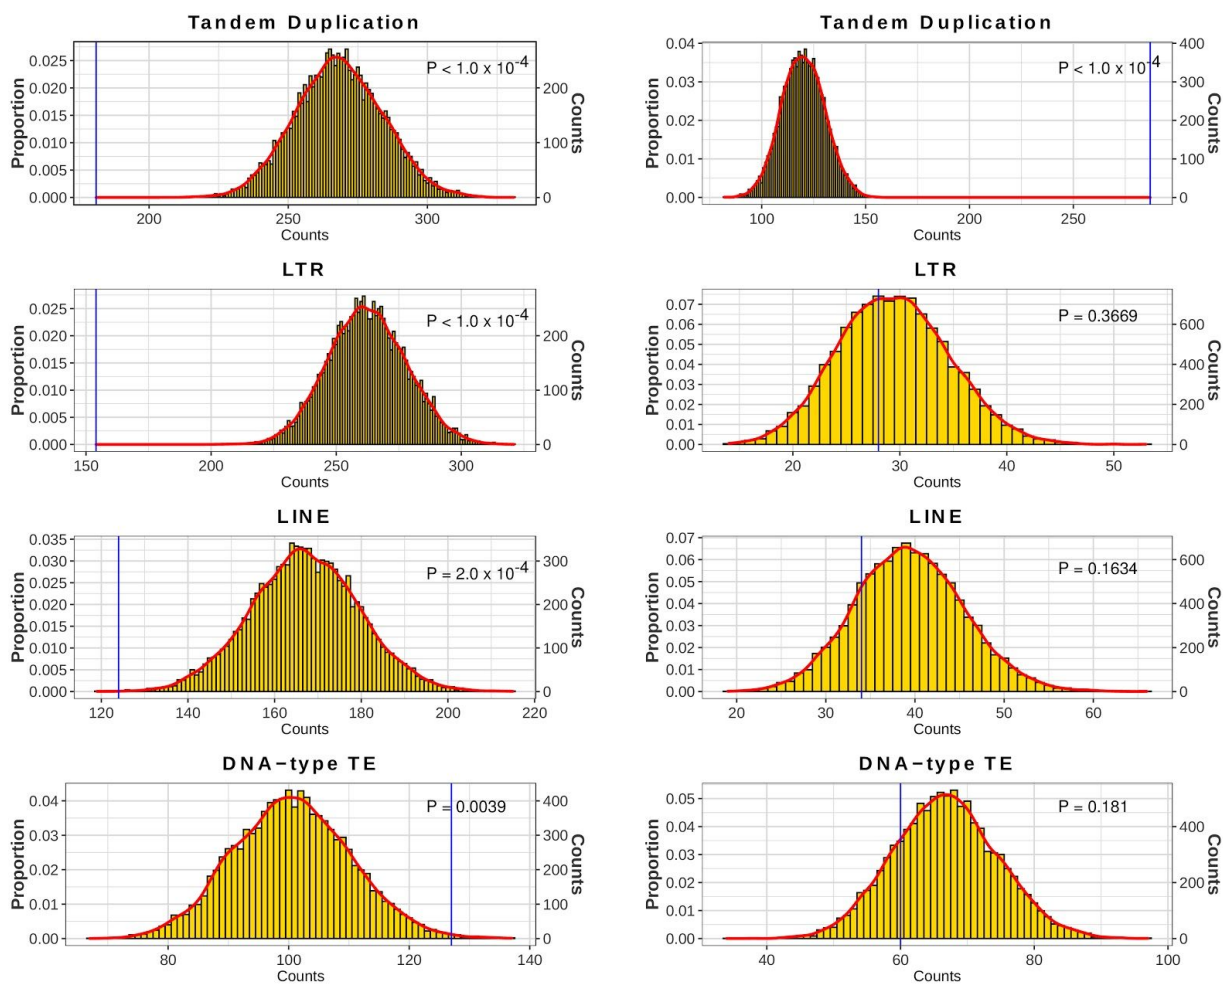 Tandem Duplication
Proportion
0.025
0.020
0.015
0.010
0.005
0.000
P < 1.0 x 10-4
200
100
0
Counts
200 250 300
Counts
Tandem Duplication
Proportion
0.04
0.03
0.02
0.01
0.00
P < 1.0 x 10-4
400
300
200
100
0
Counts
100 150 200 250
Counts
LTR
Proportion
0.025
0.020
0.015
0.010
0.005
0.000
P < 1.0 x 10-4
200
100
0
Counts
150 200 250 300
Counts
LTR
Proportion
0.07
0.06
0.05
0.04
0.03
0.02
0.01
0.00
P = 0.3669
600
400
200
0
Counts
20 30 40 50
Counts
LINE
Proportion
0.035
0.030
0.025
0.020
0.015
0.010
0.005
0.000
P = 2.0 x 10-4
300
200
100
0
Counts
120 140 160 180 200 220
Counts
LINE
Proportion
0.07
0.06
0.05
0.04
0.03
0.02
0.01
0.00
P = 0.1634
600
400
200
0
Counts
20 30 40 50 60
Counts
DNA−type TE
Proportion
0.04
0.03
0.02
0.01
0.00
P = 0.0039
400
300
200
100
0
Counts
80 100 120 140
Counts
DNA−type TE
Proportion
0.05
0.04
0.03
0.02
0.01
0.00
P = 0.181
400
200
0
Counts
40 60 80 100
Counts